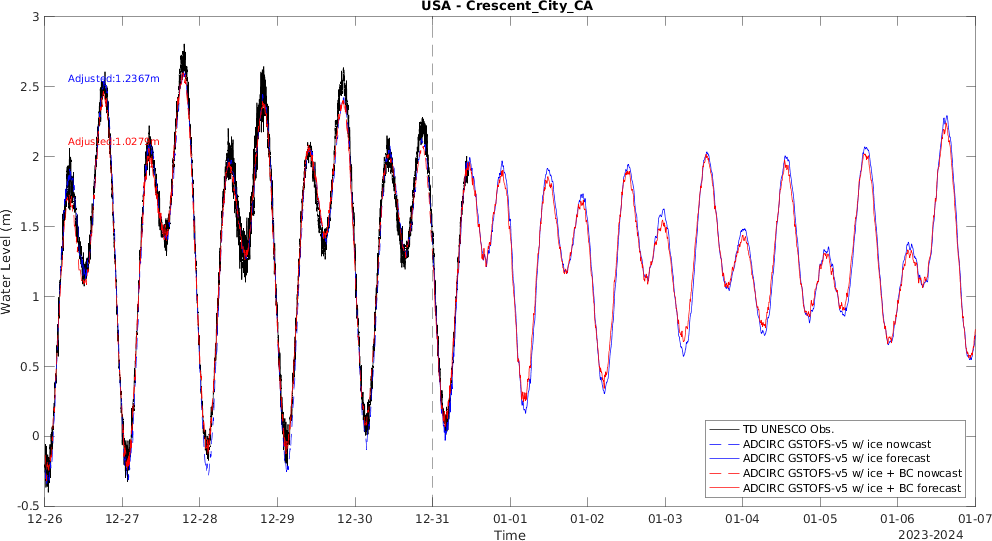 USA - Crescent_City_CA
3
2.5
2
1.5
1
0.5
0
-0.5
Water Level (m)
Adjusted:1.2367m
Adjusted:1.0279m
TD UNESCO Obs.
ADCIRC GSTOFS-v5 w/ ice nowcast
ADCIRC GSTOFS-v5 w/ ice forecast
ADCIRC GSTOFS-v5 w/ ice + BC nowcast
ADCIRC GSTOFS-v5 w/ ice + BC forecast
12-26 12-27 12-28 12-29 12-30 12-31 01-01 01-02 01-03 01-04 01-05 01-06 01-07
Time
2023-2024